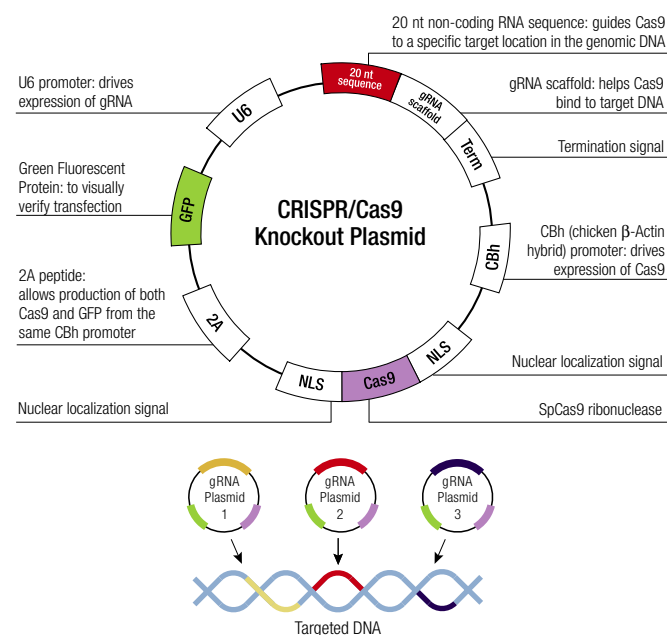 20 nt non-coding RNA sequence: guides Cas9
to a specific target location in the genomic DNA
U6 promoter: drives
expression of gRNA
gRNA scaffold: helps Cas9
bind to target DNA
Termination signal
Green Fluorescent
Protein: to visually
verify transfection
CBh (chicken β-Actin
hybrid) promoter: drives
expression of Cas9
2A peptide:
allows production of both
Cas9 and GFP from the
same CBh promoter
Nuclear localization signal
Nuclear localization signal
SpCas9 ribonuclease
20 nt
sequence
gRNA
scaffold
Term
CBh
NLS
Cas9
NLS
2A
GFP
U6
CRISPR/Cas9
Knockout Plasmid
gRNA
Plasmid
1
gRNA
Plasmid
2
gRNA
Plasmid
3
Targeted DNA